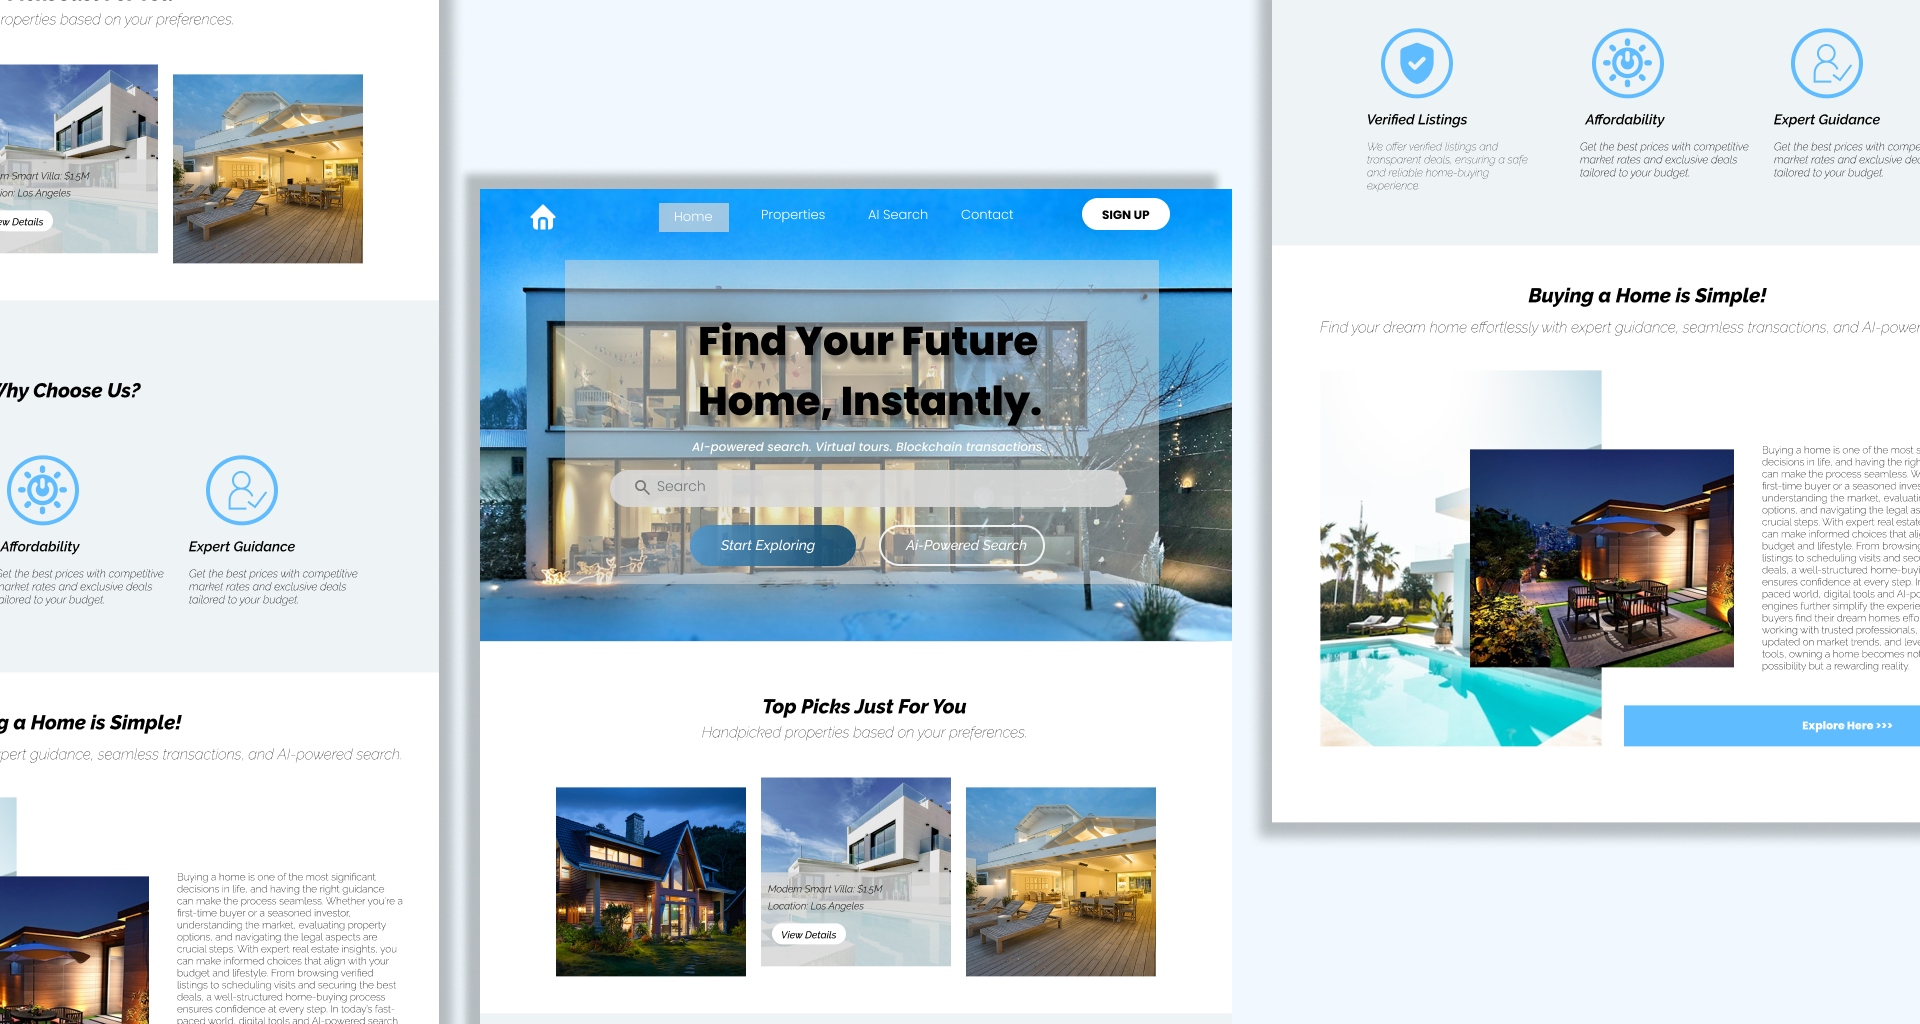 properties based on your preferences.
Modern Smart Villa: $1.5M
Location: Los Angeles
View Details
Why Choose Us?
Affordability
Expert Guidance
Get the best prices with competitive
market rates and exclusive deals
tailored to your budget.
Get the best prices with competitive
market rates and exclusive deals
tailored to your budget.
g a Home is Simple!
pert guidance, seamless transactions, and AI-powered search.
Buying a home is one of the most significant
decisions in life, and having the right guidance
can make the process seamless. Whether you're a
first-time buyer or a seasoned investor,
understanding the market, evaluating property
options, and navigating the legal aspects are
crucial steps. With expert real estate insights, you
can make informed choices that align with your
budget and lifestyle. From browsing verified
listings to scheduling visits and securing the best
deals, a well-structured home-buying process
ensures confidence at every step. In today's fast-
paced world, digital tools and AI-powered search
Home
Properties
AI Search
Contact
SIGN UP
Find Your Future
Home, Instantly.
AI-powered search. Virtual tours. Blockchain transactions.
Search
Start Exploring
Ai-Powered Search
Top Picks Just For You
Handpicked properties based on your preferences.
Modern Smart Villa: $1.5M
Location: Los Angeles
View Details
Verified Listings
Affordability
Expert Guidance
We offer verified listings and
transparent deals, ensuring a safe
and reliable home-buying
experience.
Get the best prices with competitive
market rates and exclusive deals
tailored to your budget.
Get the best prices with compe
market rates and exclusive dea
tailored to your budget.
Buying a Home is Simple!
Find your dream home effortlessly with expert guidance, seamless transactions, and AI-power
Buying a home is one of the most s
decisions in life, and having the righ
can make the process seamless. W
first-time buyer or a seasoned inves
understanding the market, evaluatin
options, and navigating the legal as
crucial steps. With expert real estate
can make informed choices that alig
budget and lifestyle. From browsing
listings to scheduling visits and secu
deals, a well-structured home-buyi
ensures confidence at every step. In
paced world, digital tools and AI-po
engines further simplify the experie
buyers find their dream homes effo
working with trusted professionals,
updated on market trends, and leve
tools, owning a home becomes not
possibility but a rewarding reality.
Explore Here >>>